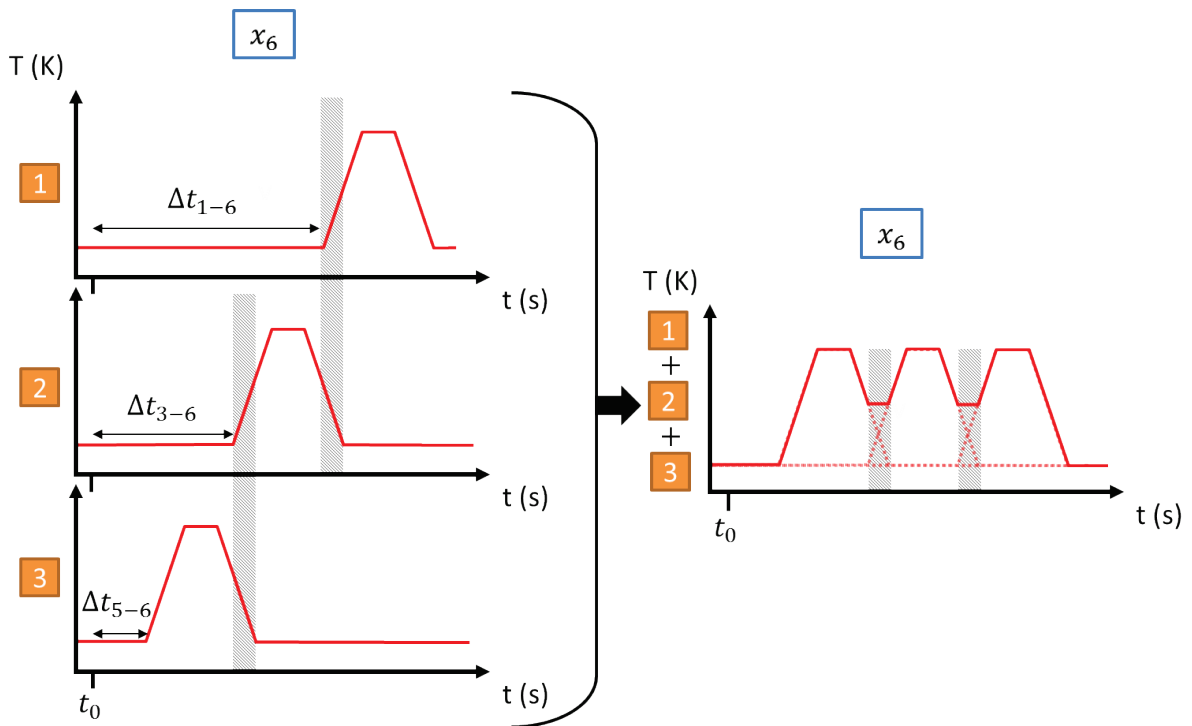 x₆
T (K)
1
Δt₁₋₆
t (s)
2
Δt₃₋₆
t (s)
3
Δt₅₋₆
t₀
t (s)
x₆
T (K)
1
+
2
+
3
t₀
t (s)